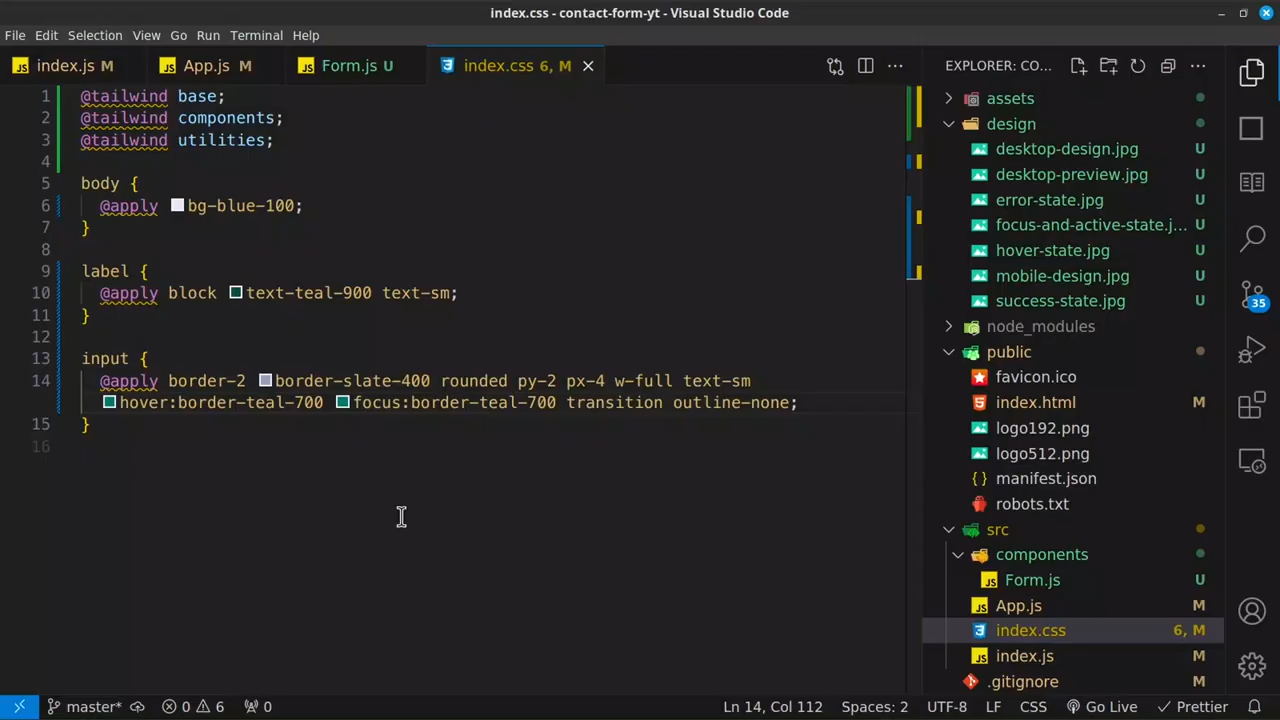 index.css - contact-form-yt - Visual Studio Code
File Edit Selection View Go Run Terminal Help
index.js M App.js M Form.js U index.css 6, M
EXPLORER: CO...
1 @tailwind base;
2 @tailwind components;
3 @tailwind utilities;
4
5 body {
6 @apply bg-blue-100;
7 }
8
9 label {
10 @apply block text-teal-900 text-sm;
11 }
12
13 input {
14 @apply border-2 border-slate-400 rounded py-2 px-4 w-full text-sm
hover:border-teal-700 focus:border-teal-700 transition outline-none;
15 }
16
assets
design
desktop-design.jpg U
desktop-preview.jpg U
error-state.jpg U
focus-and-active-state.j... U
hover-state.jpg U
mobile-design.jpg U
success-state.jpg U
node_modules
public
favicon.ico
index.html M
logo192.png
logo512.png
manifest.json
robots.txt
src
components
Form.js U
App.js M
index.css 6, M
index.js M
.gitignore
35
master* 0 6 0 Ln 14, Col 112 Spaces: 2 UTF-8 LF CSS Go Live Prettier